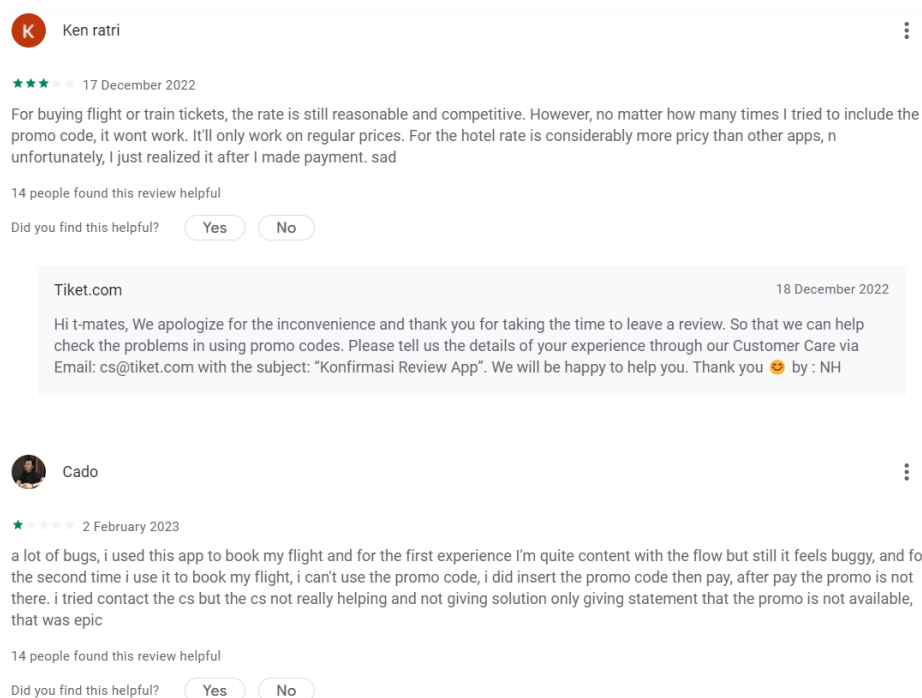 K
Ken ratri
17 December 2022
For buying flight or train tickets, the rate is still reasonable and competitive. However, no matter how many times I tried to include the
promo code, it wont work. It'll only work on regular prices. For the hotel rate is considerably more pricy than other apps, n
unfortunately, I just realized it after I made payment. sad
14 people found this review helpful
Did you find this helpful? Yes No
Tiket.com 18 December 2022
Hi t-mates, We apologize for the inconvenience and thank you for taking the time to leave a review. So that we can help
check the problems in using promo codes. Please tell us the details of your experience through our Customer Care via
Email: cs@tiket.com with the subject: “Konfirmasi Review App”. We will be happy to help you. Thank you 😊 by : NH
Cado
2 February 2023
a lot of bugs, i used this app to book my flight and for the first experience I'm quite content with the flow but still it feels buggy, and fo
the second time i use it to book my flight, i can't use the promo code, i did insert the promo code then pay, after pay the promo is not
there. i tried contact the cs but the cs not really helping and not giving solution only giving statement that the promo is not available,
that was epic
14 people found this review helpful
Did you find this helpful? Yes No